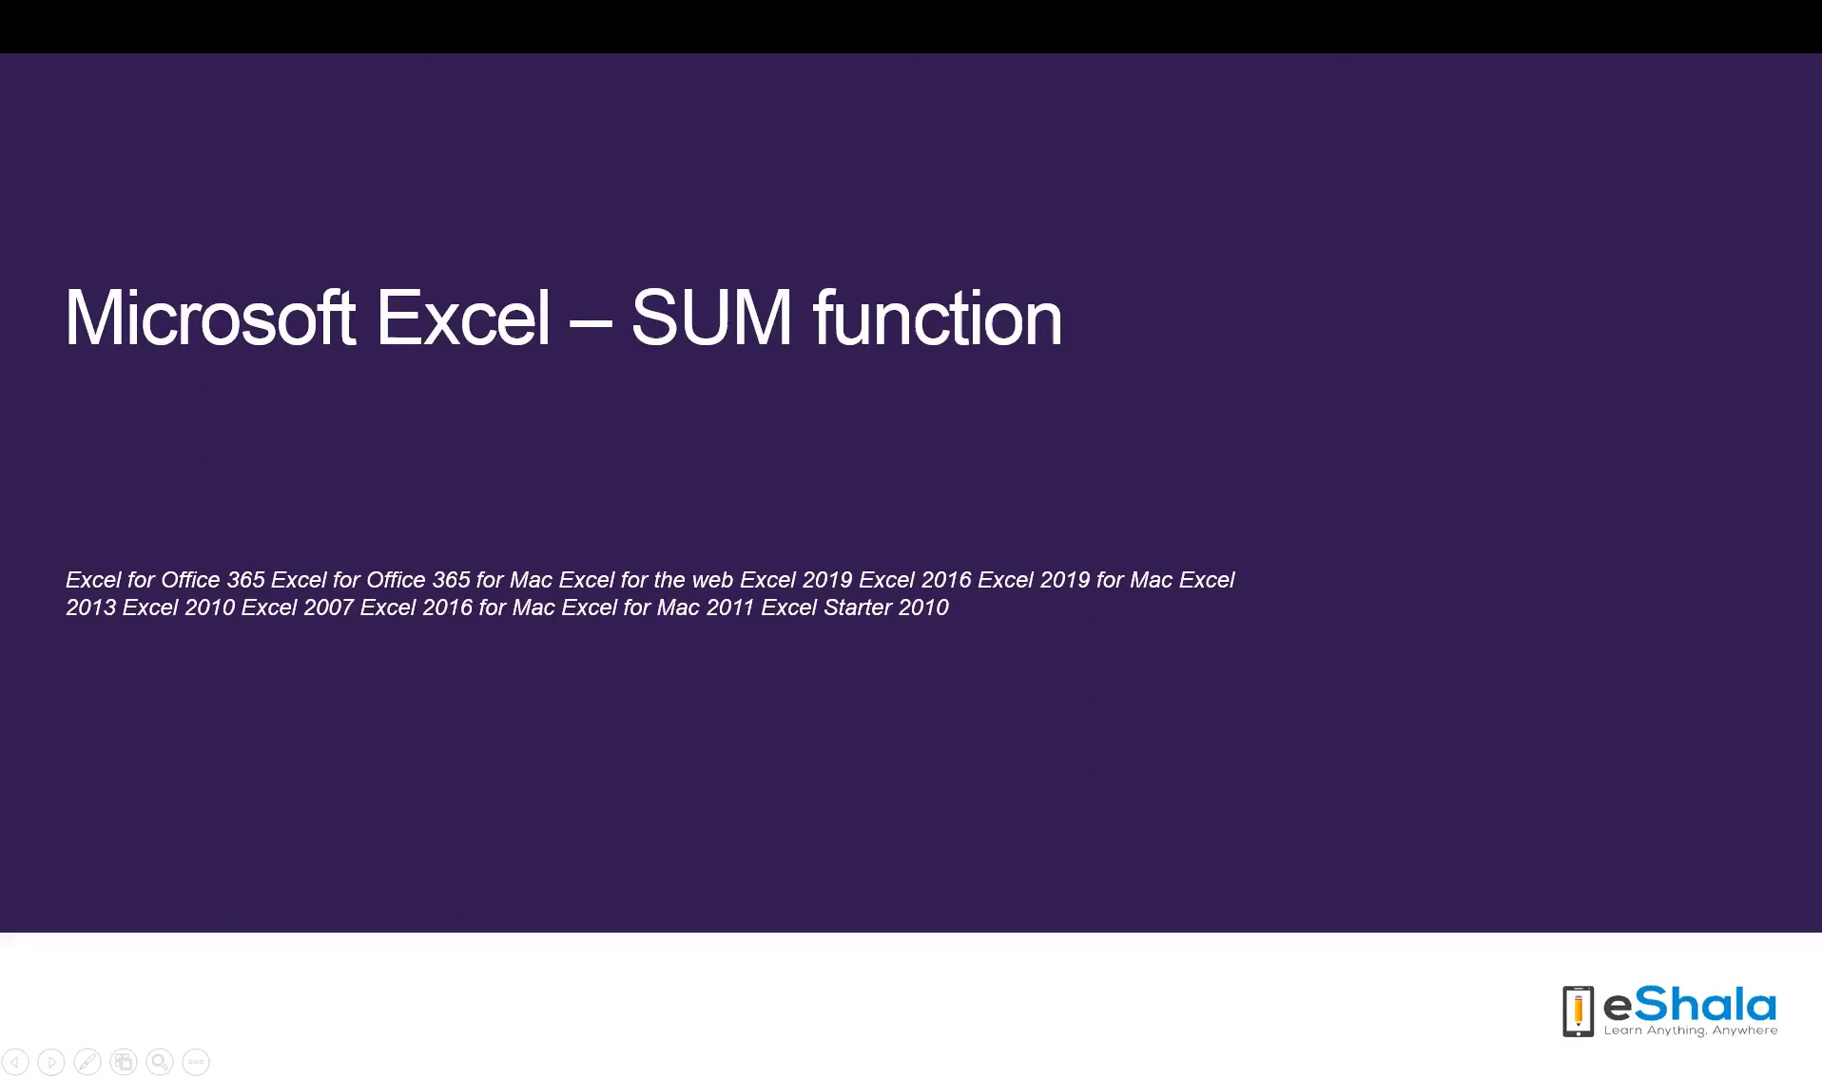 Microsoft Excel – SUM function
Excel for Office 365 Excel for Office 365 for Mac Excel for the web Excel 2019 Excel 2016 Excel 2019 for Mac Excel
2013 Excel 2010 Excel 2007 Excel 2016 for Mac Excel for Mac 2011 Excel Starter 2010
eShala
Learn Anything, Anywhere